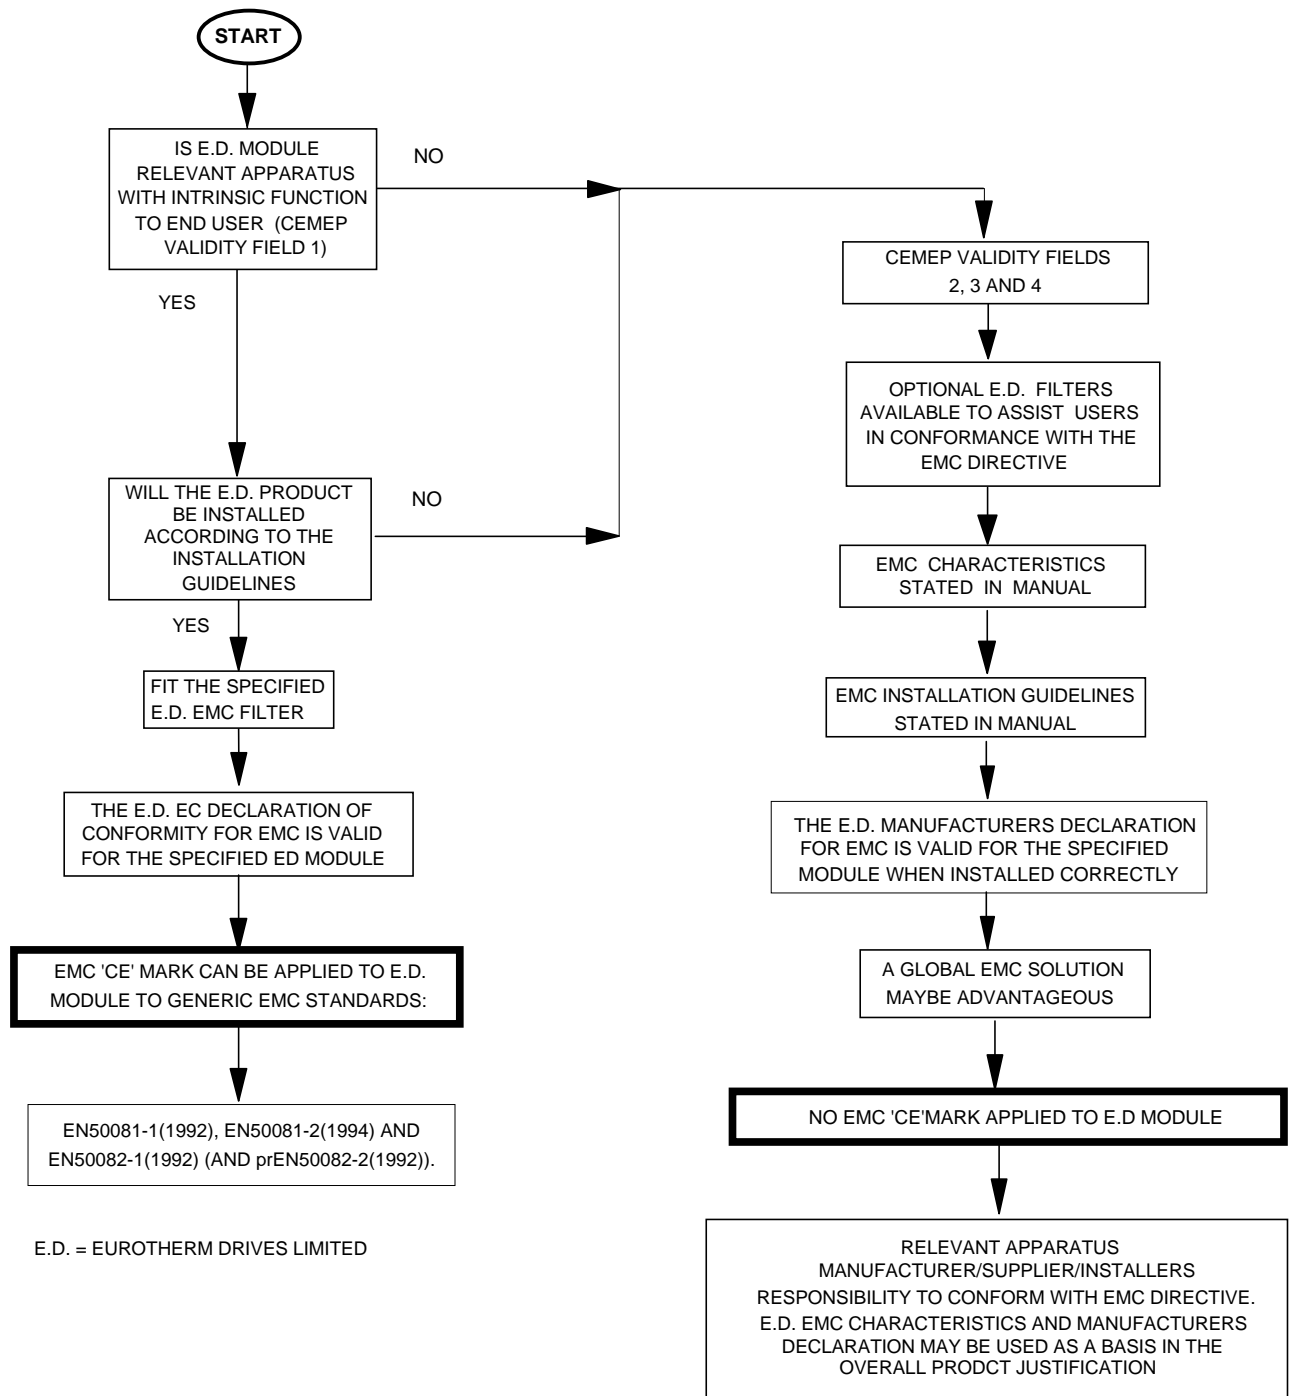 START
IS E.D. MODULE
RELEVANT APPARATUS
WITH INTRINSIC FUNCTION
TO END USER (CEMEP
VALIDITY FIELD 1)
NO
YES
WILL THE E.D. PRODUCT
BE INSTALLED
ACCORDING TO THE
INSTALLATION
GUIDELINES
NO
YES
FIT THE SPECIFIED
E.D. EMC FILTER
THE E.D. EC DECLARATION OF
CONFORMITY FOR EMC IS VALID
FOR THE SPECIFIED ED MODULE
EMC 'CE' MARK CAN BE APPLIED TO E.D.
MODULE TO GENERIC EMC STANDARDS:
EN50081-1(1992), EN50081-2(1994) AND
EN50082-1(1992) (AND prEN50082-2(1992)).
E.D. = EUROTHERM DRIVES LIMITED
CEMEP VALIDITY FIELDS
2, 3 AND 4
OPTIONAL E.D. FILTERS
AVAILABLE TO ASSIST USERS
IN CONFORMANCE WITH THE
EMC DIRECTIVE
EMC CHARACTERISTICS
STATED IN MANUAL
EMC INSTALLATION GUIDELINES
STATED IN MANUAL
THE E.D. MANUFACTURERS DECLARATION
FOR EMC IS VALID FOR THE SPECIFIED
MODULE WHEN INSTALLED CORRECTLY
A GLOBAL EMC SOLUTION
MAYBE ADVANTAGEOUS
NO EMC 'CE'MARK APPLIED TO E.D MODULE
RELEVANT APPARATUS
MANUFACTURER/SUPPLIER/INSTALLERS
RESPONSIBILITY TO CONFORM WITH EMC DIRECTIVE.
E.D. EMC CHARACTERISTICS AND MANUFACTURERS
DECLARATION MAY BE USED AS A BASIS IN THE
OVERALL PRODCT JUSTIFICATION